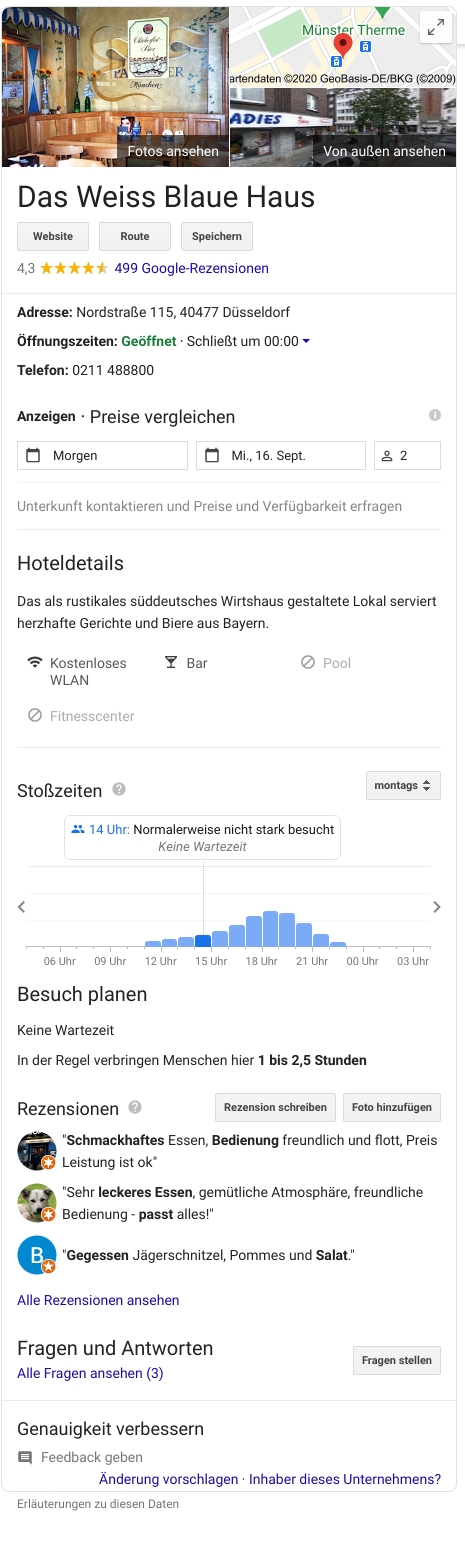 Oktoberfest-
Bier
München
Fotos ansehen
Münster Therme
artendaten ©2020 GeoBasis-DE/BKG (©2009)
ADIES
Von außen ansehen
Das Weiss Blaue Haus
Website Route Speichern
4,3 499 Google-Rezensionen
Adresse: Nordstraße 115, 40477 Düsseldorf
Öffnungszeiten: Geöffnet · Schließt um 00:00
Telefon: 0211 488800
Anzeigen · Preise vergleichen
Morgen Mi., 16. Sept. 2
Unterkunft kontaktieren und Preise und Verfügbarkeit erfragen
Hoteldetails
Das als rustikales süddeutsches Wirtshaus gestaltete Lokal serviert
herzhafte Gerichte und Biere aus Bayern.
Kostenloses Bar Pool
WLAN
Fitnesscenter
Stoßzeiten montags
14 Uhr: Normalerweise nicht stark besucht
Keine Wartezeit
06 Uhr 09 Uhr 12 Uhr 15 Uhr 18 Uhr 21 Uhr 00 Uhr 03 Uhr
Besuch planen
Keine Wartezeit
In der Regel verbringen Menschen hier 1 bis 2,5 Stunden
Rezensionen Rezension schreiben Foto hinzufügen
"Schmackhaftes Essen, Bedienung freundlich und flott, Preis
Leistung ist ok"
"Sehr leckeres Essen, gemütliche Atmosphäre, freundliche
Bedienung - passt alles!"
B "Gegessen Jägerschnitzel, Pommes und Salat."
Alle Rezensionen ansehen
Fragen und Antworten
Alle Fragen ansehen (3) Fragen stellen
Genauigkeit verbessern
Feedback geben
Änderung vorschlagen · Inhaber dieses Unternehmens?
Erläuterungen zu diesen Daten